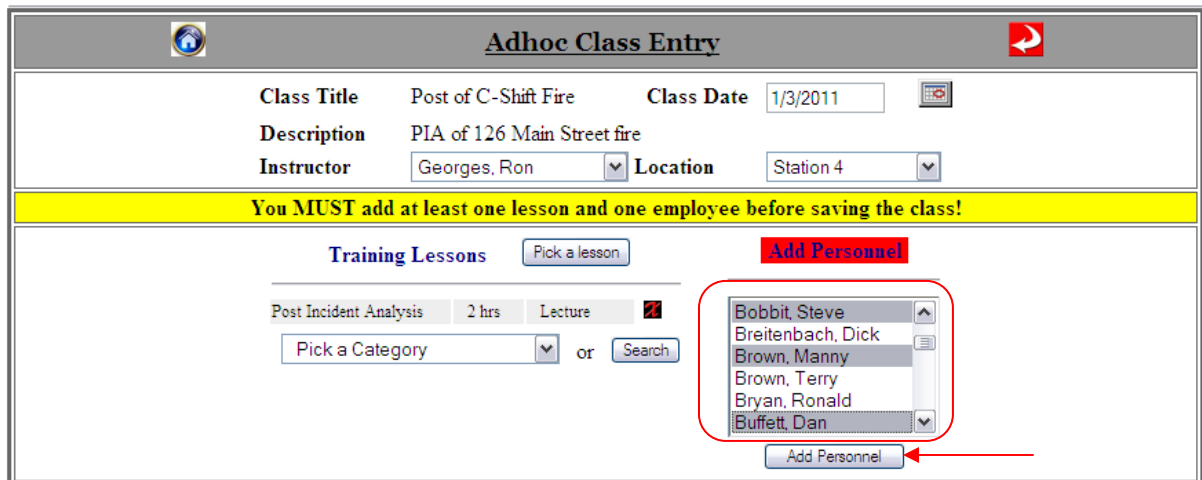 Adhoc Class Entry
Class Title Post of C-Shift Fire Class Date 1/3/2011
Description PIA of 126 Main Street fire
Instructor Georges, Ron Location Station 4
You MUST add at least one lesson and one employee before saving the class!
Training Lessons Pick a lesson
Post Incident Analysis 2 hrs Lecture X
Pick a Category or Search
Add Personnel
Bobbit, Steve
Breitenbach, Dick
Brown, Manny
Brown, Terry
Bryan, Ronald
Buffett, Dan
Add Personnel